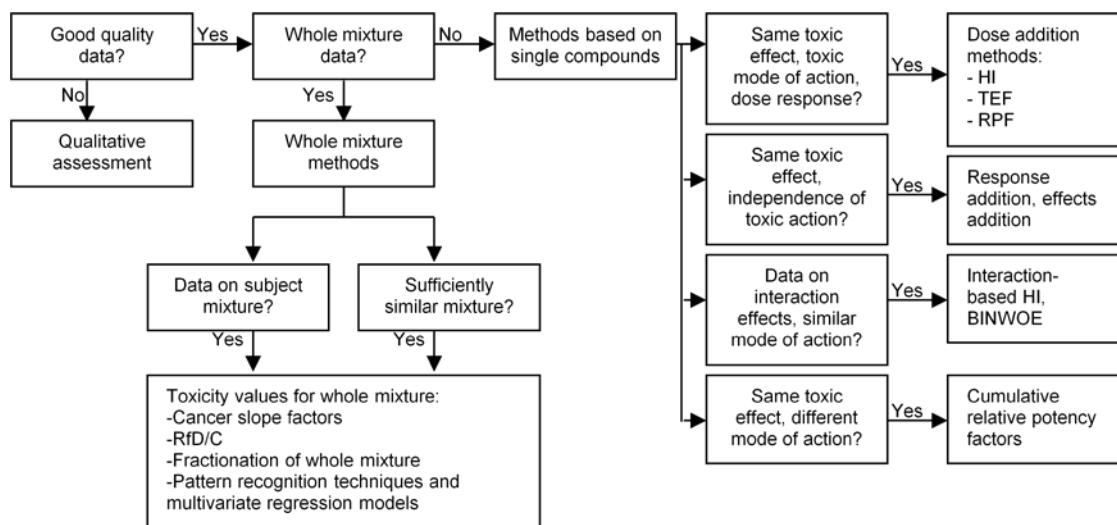 Good quality
data?
Yes
Whole mixture
data?
No
Methods based on
single compounds
Same toxic
effect, toxic
mode of action,
dose response?
Yes
Dose addition
methods:
- HI
- TEF
- RPF
No
Qualitative
assessment
Yes
Whole mixture
methods
Same toxic
effect,
independence of
toxic action?
Yes
Response
addition, effects
addition
Data on subject
mixture?
Yes
Sufficiently
similar mixture?
Yes
Data on
interaction
effects, similar
mode of action?
Yes
Interaction-
based HI,
BINWOE
Toxicity values for whole mixture:
-Cancer slope factors
-RfD/C
-Fractionation of whole mixture
-Pattern recognition techniques and
multivariate regression models
Same toxic
effect, different
mode of action?
Yes
Cumulative
relative potency
factors